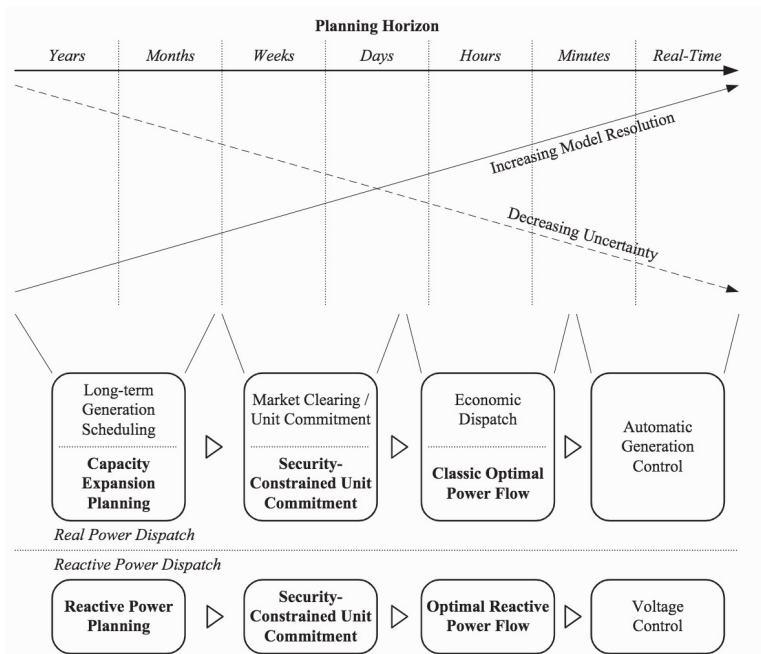 Planning Horizon
Years Months Weeks Days Hours Minutes Real-Time
Increasing Model Resolution
Decreasing Uncertainty
Long-term
Generation
Scheduling
Capacity
Expansion
Planning
Market Clearing /
Unit Commitment
Security-
Constrained Unit
Commitment
Economic
Dispatch
Classic Optimal
Power Flow
Automatic
Generation
Control
Real Power Dispatch
Reactive Power Dispatch
Reactive Power
Planning
Security-
Constrained Unit
Commitment
Optimal Reactive
Power Flow
Voltage
Control